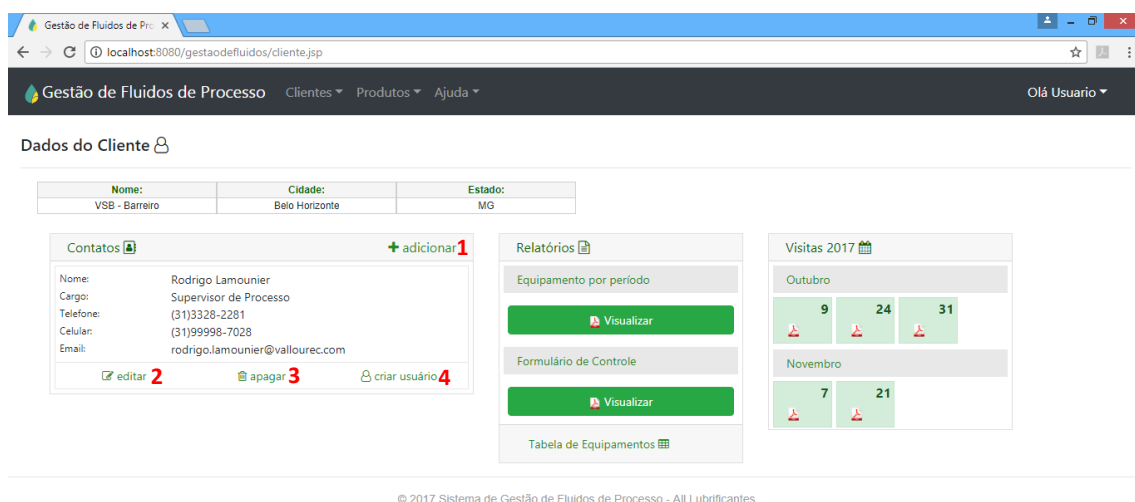 Gestão de Fluidos de Pro
localhost:8080/gestaodefluidos/cliente.jsp
Gestão de Fluidos de Processo Clientes Produtos Ajuda Olá Usuario
Dados do Cliente
Nome: Cidade: Estado:
VSB - Barreiro Belo Horizonte MG
Contatos + adicionar 1
Nome: Rodrigo Lamounier
Cargo: Supervisor de Processo
Telefone: (31)3328-2281
Celular: (31)99998-7028
Email: rodrigo.lamounier@vallourec.com
editar 2 apagar 3 criar usuário 4
Relatórios
Equipamento por período
Visualizar
Formulário de Controle
Visualizar
Tabela de Equipamentos
Visitas 2017
Outubro
9 24 31
Novembro
7 21
© 2017 Sistema de Gestão de Fluidos de Processo - All Lubrificantes